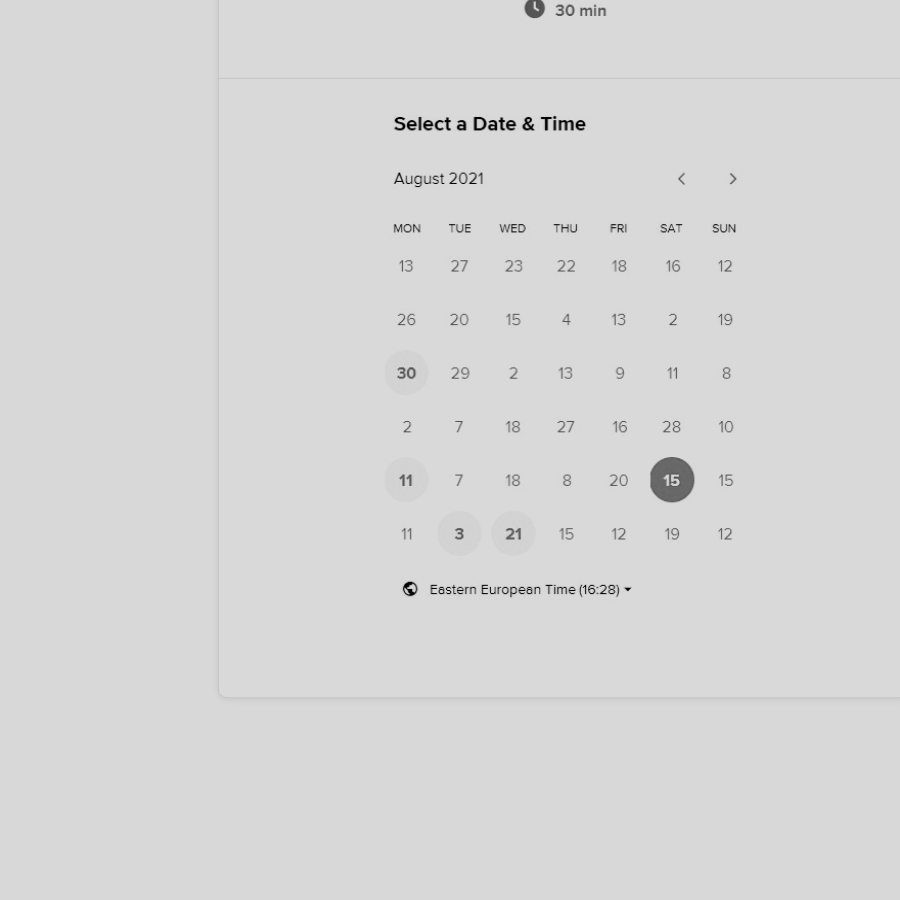 30 min
Select a Date & Time
August 2021
MON TUE WED THU FRI SAT SUN
13 27 23 22 18 16 12
26 20 15 4 13 2 19
30 29 2 13 9 11 8
2 7 18 27 16 28 10
11 7 18 8 20 15 15
11 3 21 15 12 19 12
Eastern European Time (16:28)